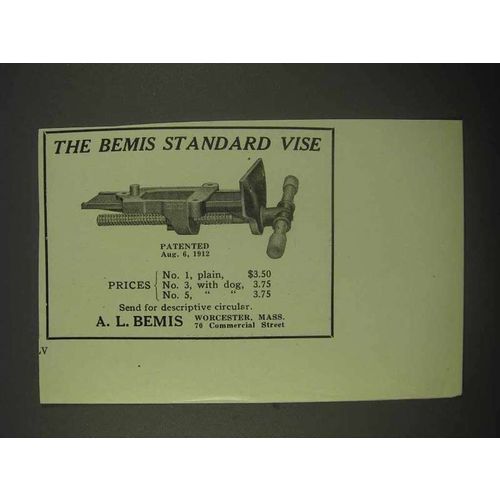 THE BEMIS STANDARD VISE
PATENTED
Aug. 6, 1912
PRICES
No. 1, plain, $3.50
No. 3, with dog, 3.75
No. 5, " " 3.75
Send for descriptive circular.
A. L. BEMIS
WORCESTER, MASS.
76 Commercial Street